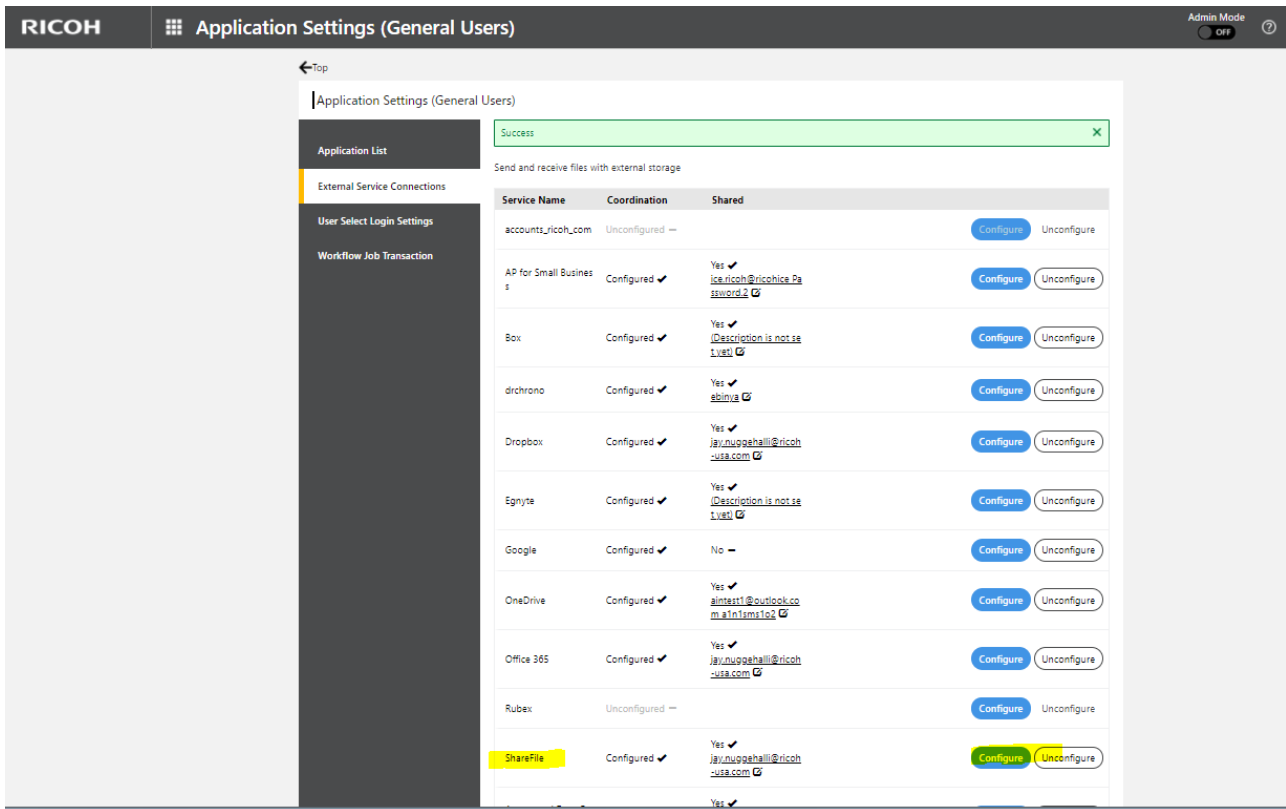 RICOH
Application Settings (General Users)
Admin Mode
OFF
Top
Application Settings (General Users)
Application List
External Service Connections
User Select Login Settings
Workflow Job Transaction
Success
Send and receive files with external storage
Service Name Coordination Shared
accounts_ricoh_com Unconfigured Configure Unconfigure
AP for Small Busines
s
Configured
Yes
ice.ricoh@ricohice Pa
ssword.2
Configure Unconfigure
Box Configured
Yes
(Description is not se
t yet)
Configure Unconfigure
drchrono Configured
Yes
ebinya
Configure Unconfigure
Dropbox Configured
Yes
jay.nuggehalli@ricoh
-usa.com
Configure Unconfigure
Egnyte Configured
Yes
(Description is not se
t yet)
Configure Unconfigure
Google Configured No Configure Unconfigure
OneDrive Configured
Yes
aintest1@outlook.co
m a1n1sms1o2
Configure Unconfigure
Office 365 Configured
Yes
jay.nuggehalli@ricoh
-usa.com
Configure Unconfigure
Rubex Unconfigured Configure Unconfigure
ShareFile Configured
Yes
jay.nuggehalli@ricoh
-usa.com
Configure Unconfigure
Yes